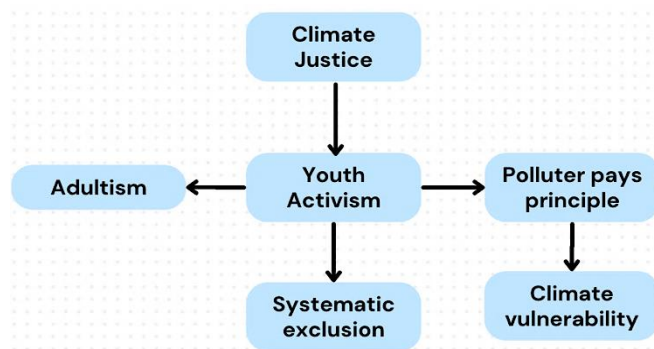 Climate
Justice
Adultism
Youth
Activism
Polluter pays
principle
Systematic
exclusion
Climate
vulnerability